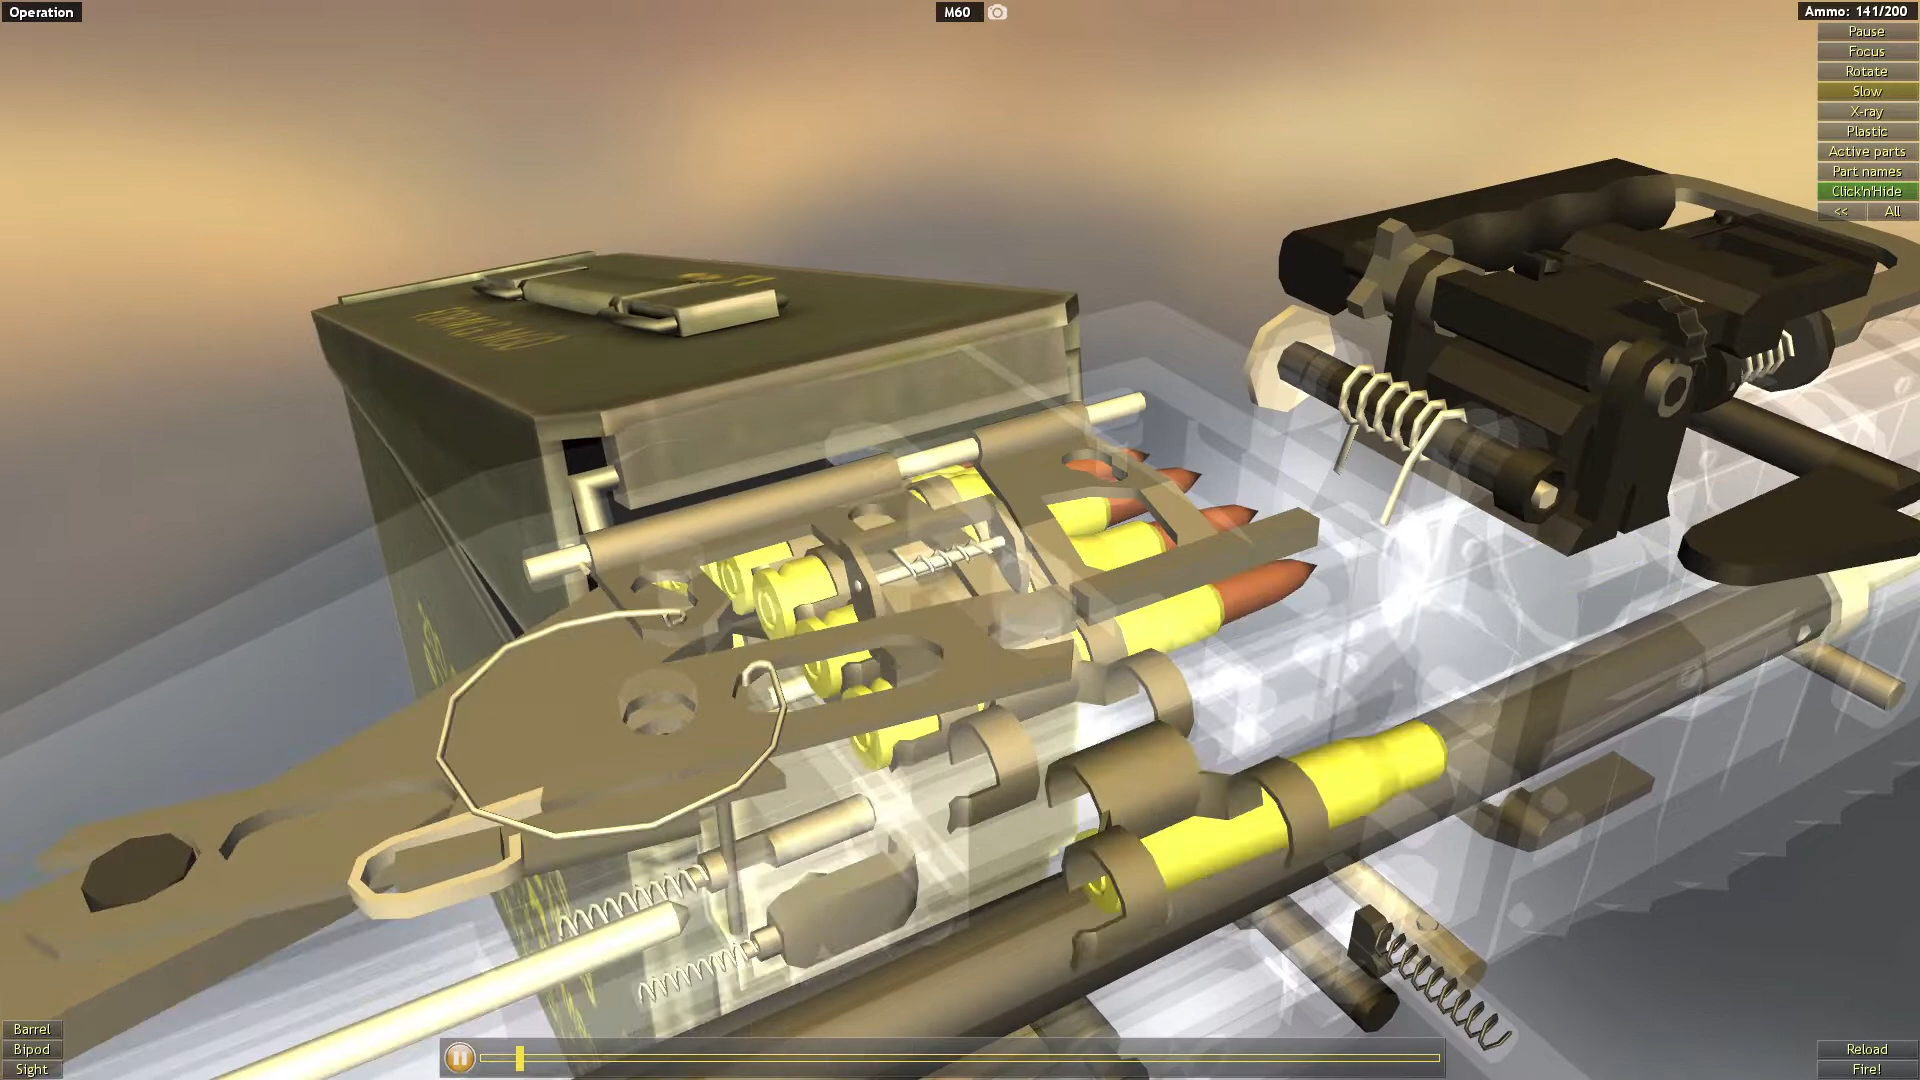 Operation
M60
Ammo: 141/200
Pause
Focus
Rotate
Slow
X-ray
Plastic
Active parts
Part names
Click'n'Hide
<< All
Barrel
Bipod
Sight
Reload
Fire!